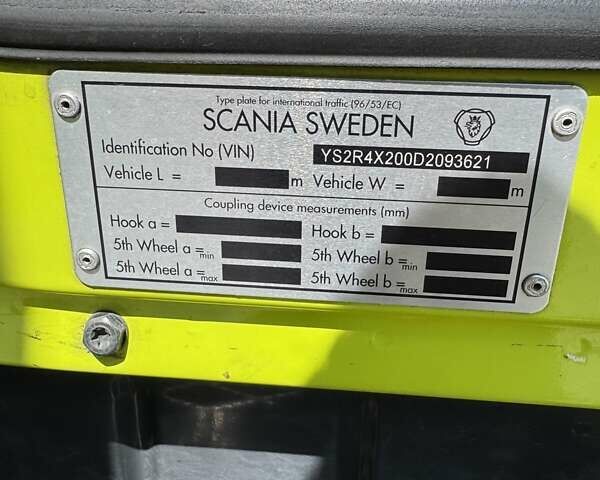 Type plate for international traffic (96/53/EC)
SCANIA SWEDEN
Identification No (VIN) YS2R4X200D2093621
Vehicle L = m Vehicle W = m
Coupling device measurements (mm)
Hook a = Hook b =
5th Wheel a =min 5th Wheel b =min
5th Wheel a =max 5th Wheel b =max